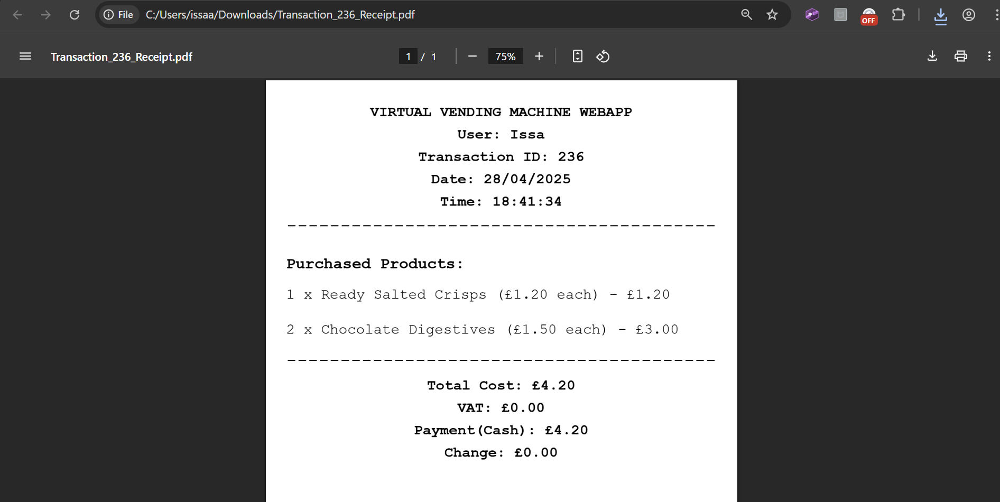 File C:/Users/issaa/Downloads/Transaction_236_Receipt.pdf
OFF
Transaction_236_Receipt.pdf
1 / 1
75%
VIRTUAL VENDING MACHINE WEBAPP
User: Issa
Transaction ID: 236
Date: 28/04/2025
Time: 18:41:34
----------------------------------------
Purchased Products:
1 x Ready Salted Crisps (£1.20 each) - £1.20
2 x Chocolate Digestives (£1.50 each) - £3.00
----------------------------------------
Total Cost: £4.20
VAT: £0.00
Payment(Cash): £4.20
Change: £0.00